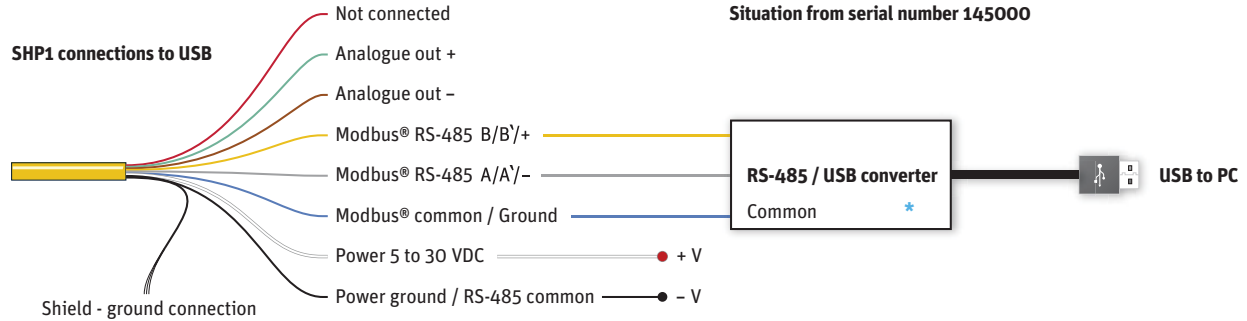 Not connected
Situation from serial number 145000
SHP1 connections to USB
Analogue out +
Analogue out –
Modbus® RS-485 B/B‵/+
Modbus® RS-485 A/A‵/–
RS-485 / USB converter
USB to PC
Modbus® common / Ground
Common *
Power 5 to 30 VDC
+ V
Power ground / RS-485 common
– V
Shield - ground connection